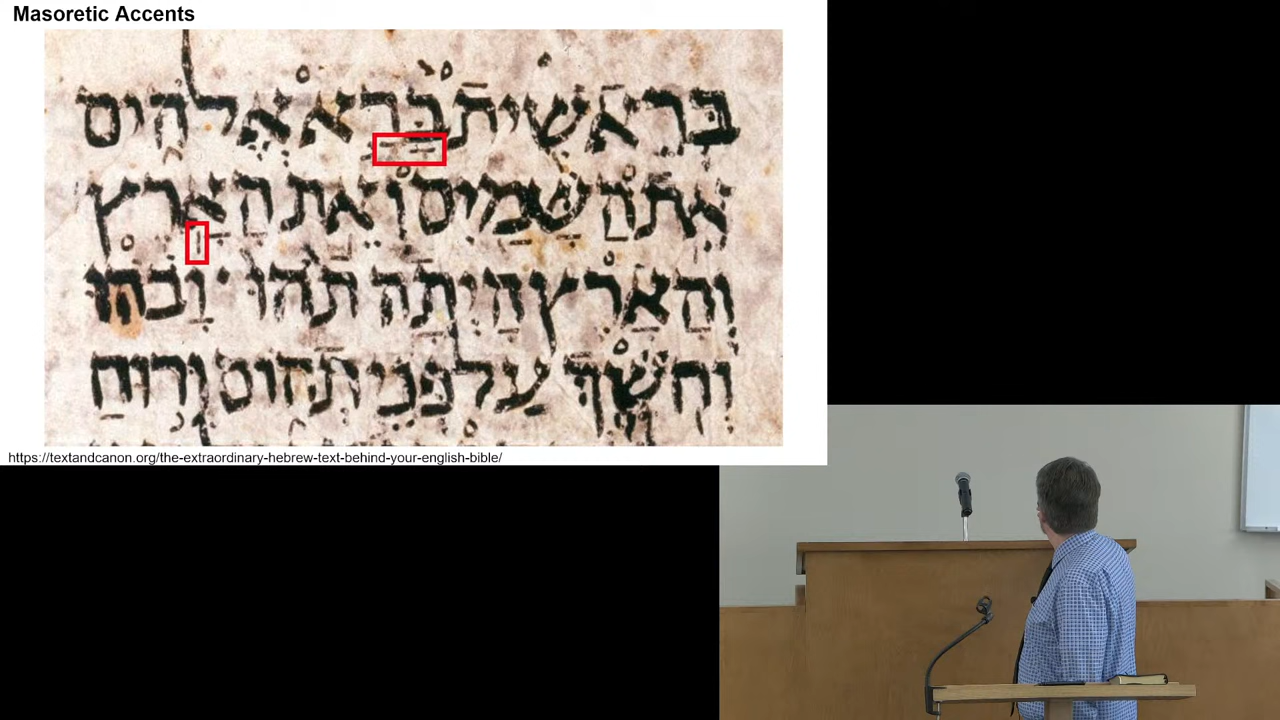 Masoretic Accents
בראשית ברא אלהים
את השמים ואת הארץ
והארץ היתה תהו ובהו
וחשך על פני תהום ורוח
https://textandcanon.org/the-extraordinary-hebrew-text-behind-your-english-bible/